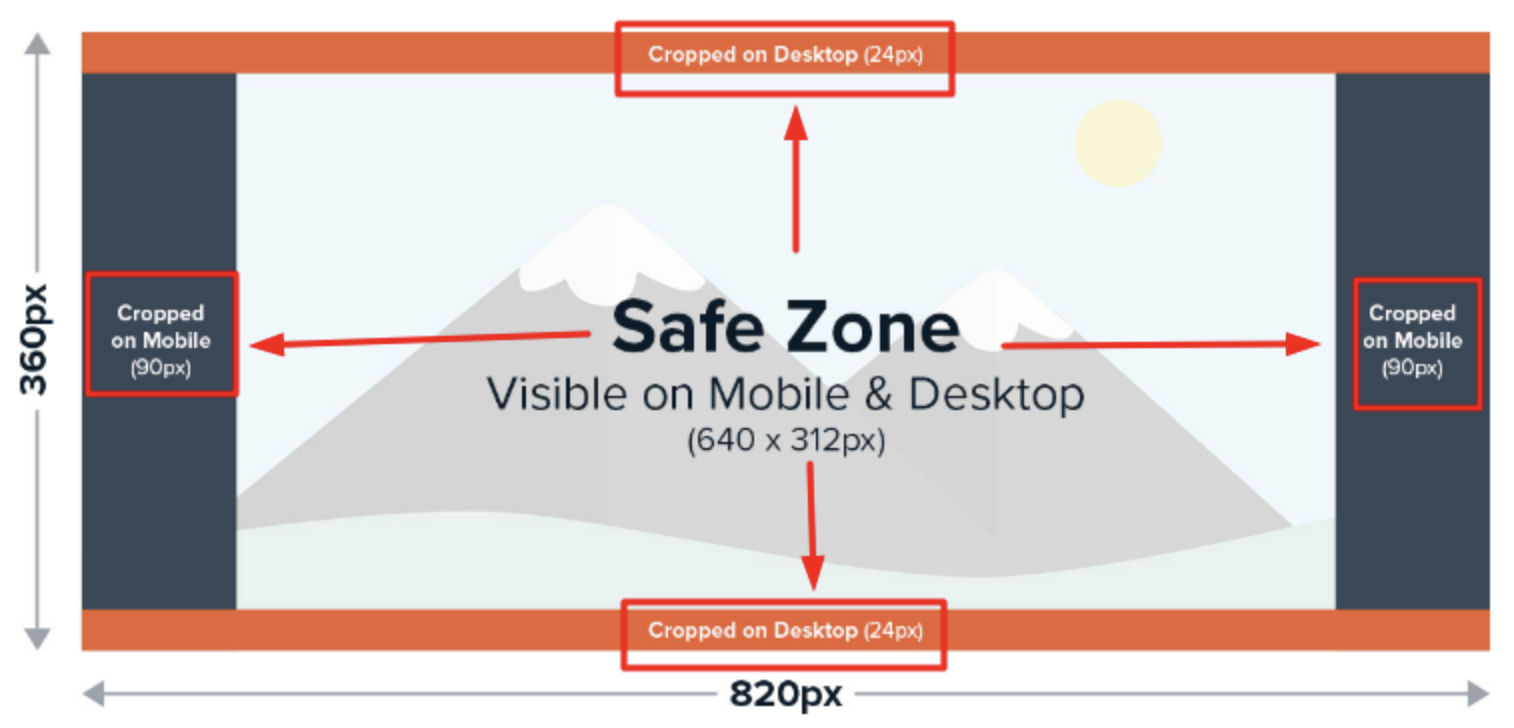 Cropped on Desktop (24px)
360px
Cropped
on Mobile
(90px)
Safe Zone
Visible on Mobile & Desktop
(640 x 312px)
Cropped
on Mobile
(90px)
Cropped on Desktop (24px)
820px